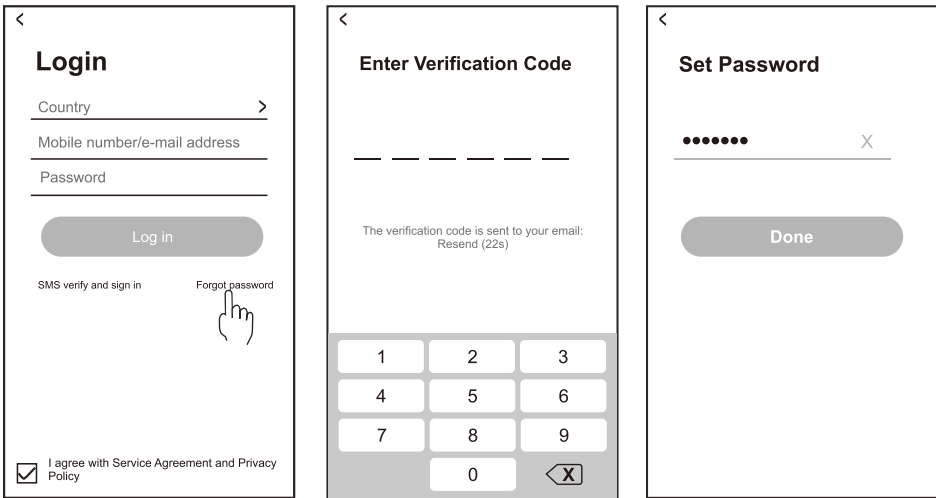 <
Login
Country >
Mobile number/e-mail address
Password
Log in
SMS verify and sign in Forgot password
I agree with Service Agreement and Privacy
Policy
<
Enter Verification Code
The verification code is sent to your email:
Resend (22s)
1 2 3
4 5 6
7 8 9
0 X
<
Set Password
••••••• X
Done